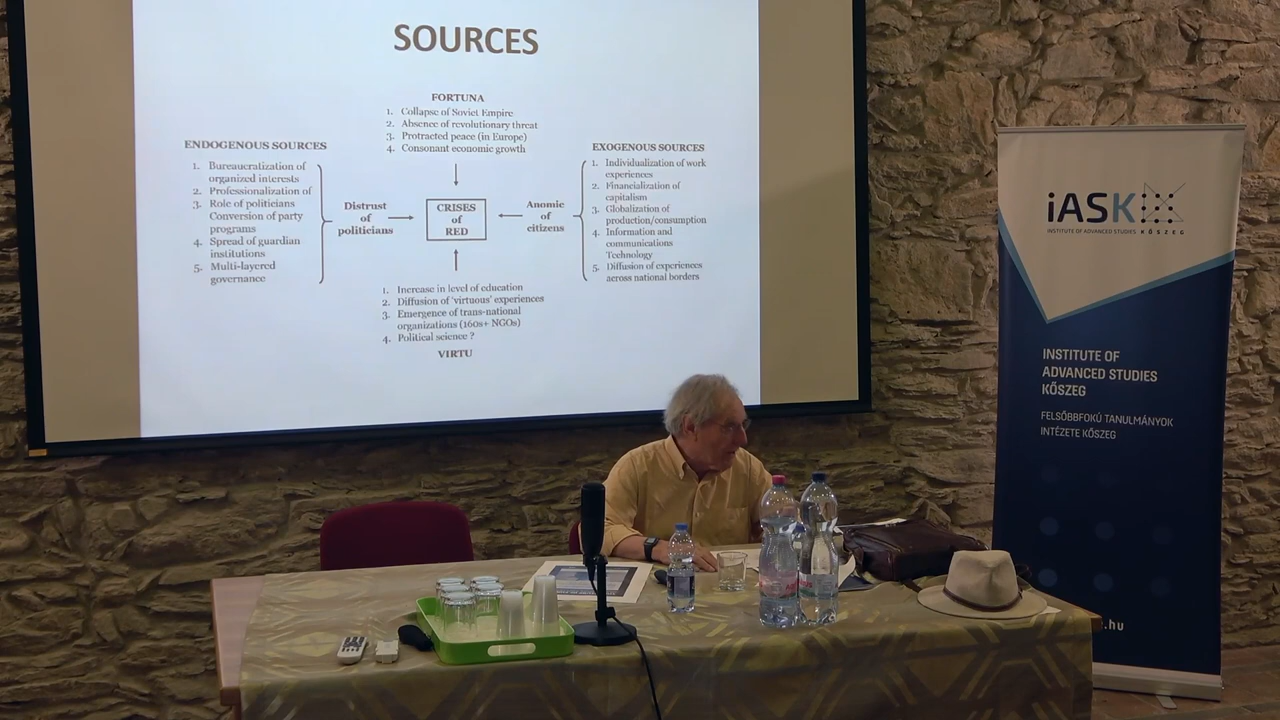 SOURCES
FORTUNA
1. Collapse of Soviet Empire
2. Absence of revolutionary threat
3. Protracted peace (in Europe)
4. Consonant economic growth
ENDOGENOUS SOURCES
1. Bureaucratization of
organized interests
2. Professionalization of
3. Role of politicians
Conversion of party
programs
4. Spread of guardian
institutions
5. Multi-layered
governance
Distrust
of
politicians
CRISES
of
RED
Anomie
of
citizens
EXOGENOUS SOURCES
1. Individualization of work
experiences
2. Financialization of
capitalism
3. Globalization of
production/consumption
4. Information and
communications
Technology
5. Diffusion of experiences
across national borders
1. Increase in level of education
2. Diffusion of 'virtuous' experiences
3. Emergence of trans-national
organizations (160s+ NGOs)
4. Political science ?
VIRTU
iASK
INSTITUTE OF ADVANCED STUDIES KŐSZEG
INSTITUTE OF
ADVANCED STUDIES
KŐSZEG
FELSŐBBFOKÚ TANULMÁNYOK
INTÉZETE KŐSZEG
.hu